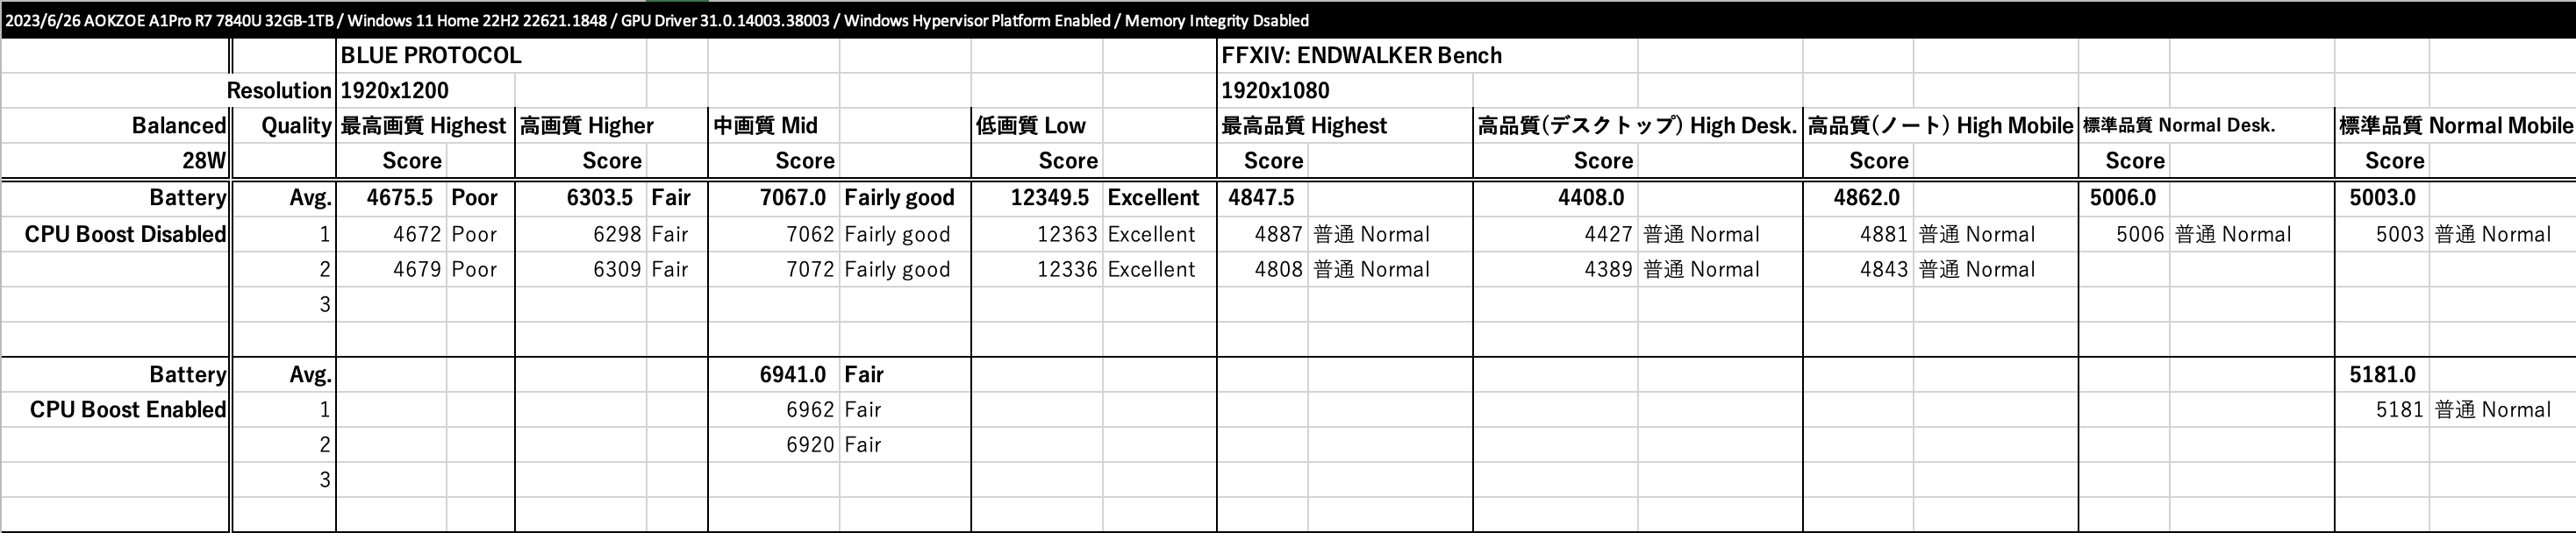 2023/6/26 AOKZOE A1Pro R7 7840U 32GB-1TB / Windows 11 Home 22H2 22621.1848 / GPU Driver 31.0.14003.38003 / Windows Hypervisor Platform Enabled / Memory Integrity Dsabled
BLUE PROTOCOL FFXIV: ENDWALKER Bench
Resolution 1920x1200 1920x1080
Balanced Quality 最高画質 Highest 高画質 Higher 中画質 Mid 低画質 Low 最高品質 Highest 高品質(デスクトップ) High Desk. 高品質(ノート) High Mobile 標準品質 Normal Desk. 標準品質 Normal Mobile
28W Score Score Score Score Score Score Score Score Score
Battery Avg. 4675.5 Poor 6303.5 Fair 7067.0 Fairly good 12349.5 Excellent 4847.5 4408.0 4862.0 5006.0 5003.0
CPU Boost Disabled 1 4672 Poor 6298 Fair 7062 Fairly good 12363 Excellent 4887 普通 Normal 4427 普通 Normal 4881 普通 Normal 5006 普通 Normal 5003 普通 Normal
2 4679 Poor 6309 Fair 7072 Fairly good 12336 Excellent 4808 普通 Normal 4389 普通 Normal 4843 普通 Normal
3
Battery Avg. 6941.0 Fair 5181.0
CPU Boost Enabled 1 6962 Fair 5181 普通 Normal
2 6920 Fair
3